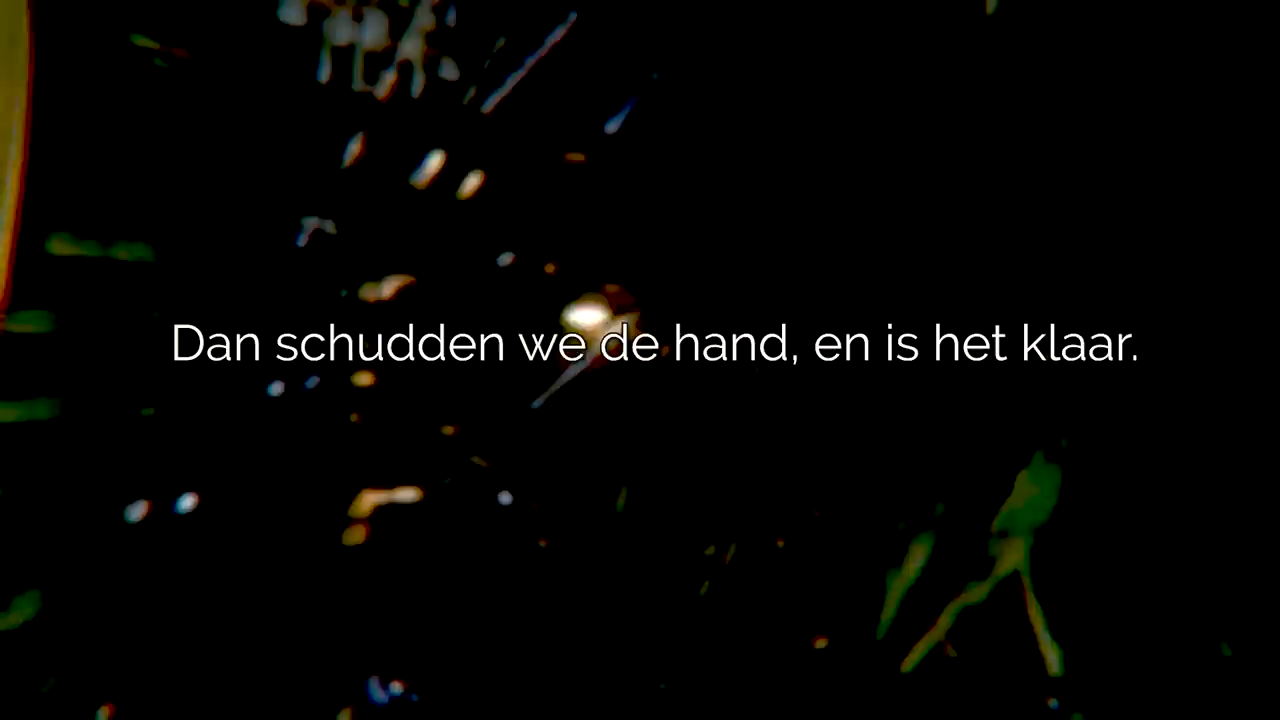 Dan schudden we de hand, en is het klaar.